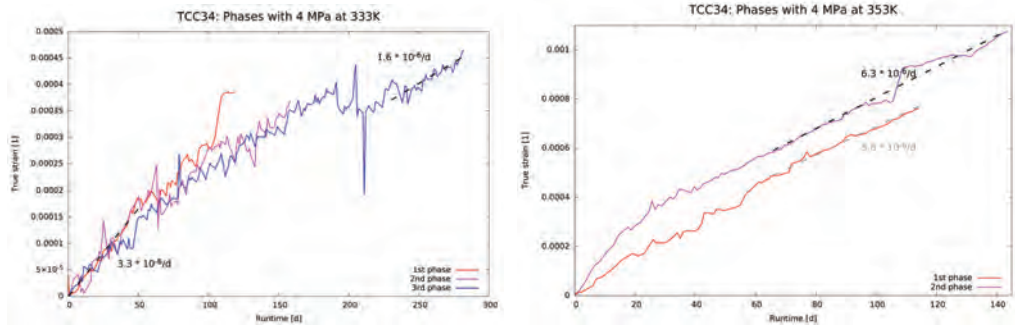 TCC34: Phases with 4 MPa at 333K
0.0005
0.00045
0.0004
0.00035
0.0003
0.00025
0.0002
0.00015
0.0001
5×10⁻⁵
0
0 50 100 150 200 250 300
True strain [1]
Runtime [d]
1.6 * 10⁻⁶/d
3.3 * 10⁻⁶/d
1st phase
2nd phase
3rd phase
TCC34: Phases with 4 MPa at 353K
0.001
0.0008
0.0006
0.0004
0.0002
0
0 20 40 60 80 100 120 140
True strain [1]
Runtime [d]
6.3 * 10⁻⁶/d
1st phase
2nd phase